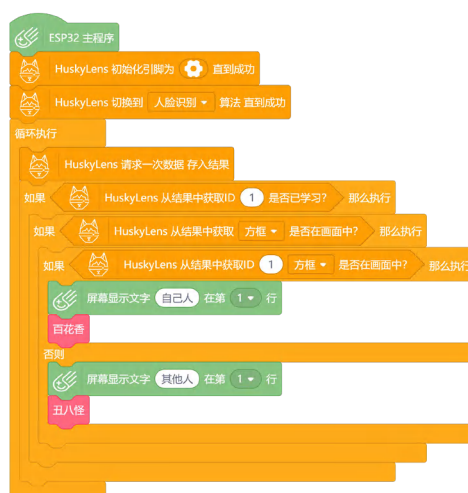 ESP32 主程序
HuskyLens 初始化引脚为 直到成功
HuskyLens 切换到 人脸识别 算法 直到成功
循环执行
HuskyLens 请求一次数据 存入结果
如果 HuskyLens 从结果中获取ID 1 是否已学习? 那么执行
如果 HuskyLens 从结果中获取 方框 是否在画面中? 那么执行
如果 HuskyLens 从结果中获取ID 1 方框 是否在画面中? 那么执行
屏幕显示文字 自己人 在第 1 行
百花香
否则
屏幕显示文字 其他人 在第 1 行
丑八怪